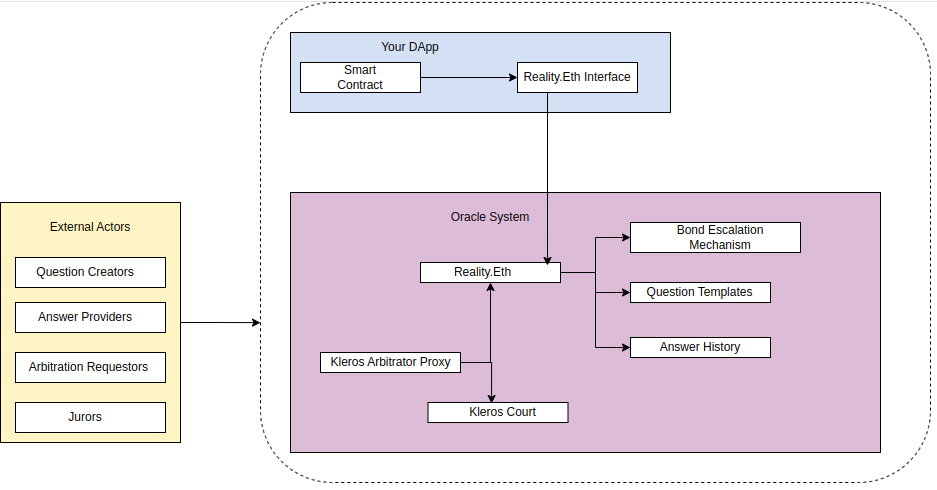 Your DApp
Smart
Contract
Reality.Eth Interface
External Actors
Question Creators
Answer Providers
Arbitration Requestors
Jurors
Oracle System
Bond Escalation
Mechanism
Reality.Eth
Question Templates
Answer History
Kleros Arbitrator Proxy
Kleros Court